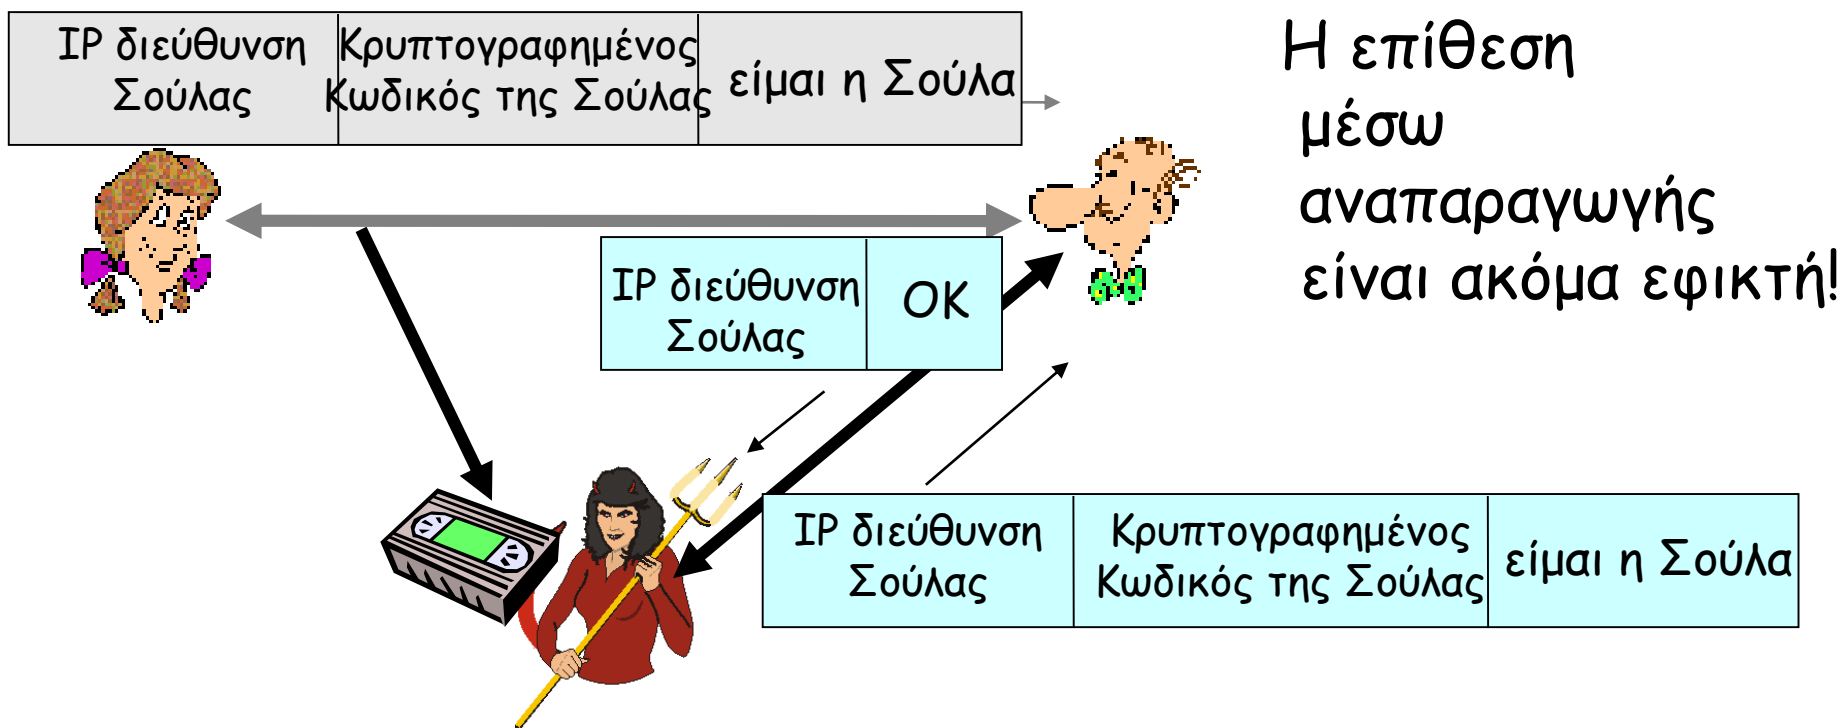 IP διεύθυνση
Σούλας
Κρυπτογραφημένος
Κωδικός της Σούλας
είμαι η Σούλα
Η επίθεση
μέσω
αναπαραγωγής
είναι ακόμα εφικτή!
IP διεύθυνση
Σούλας
OK
IP διεύθυνση
Σούλας
Κρυπτογραφημένος
Κωδικός της Σούλας
είμαι η Σούλα